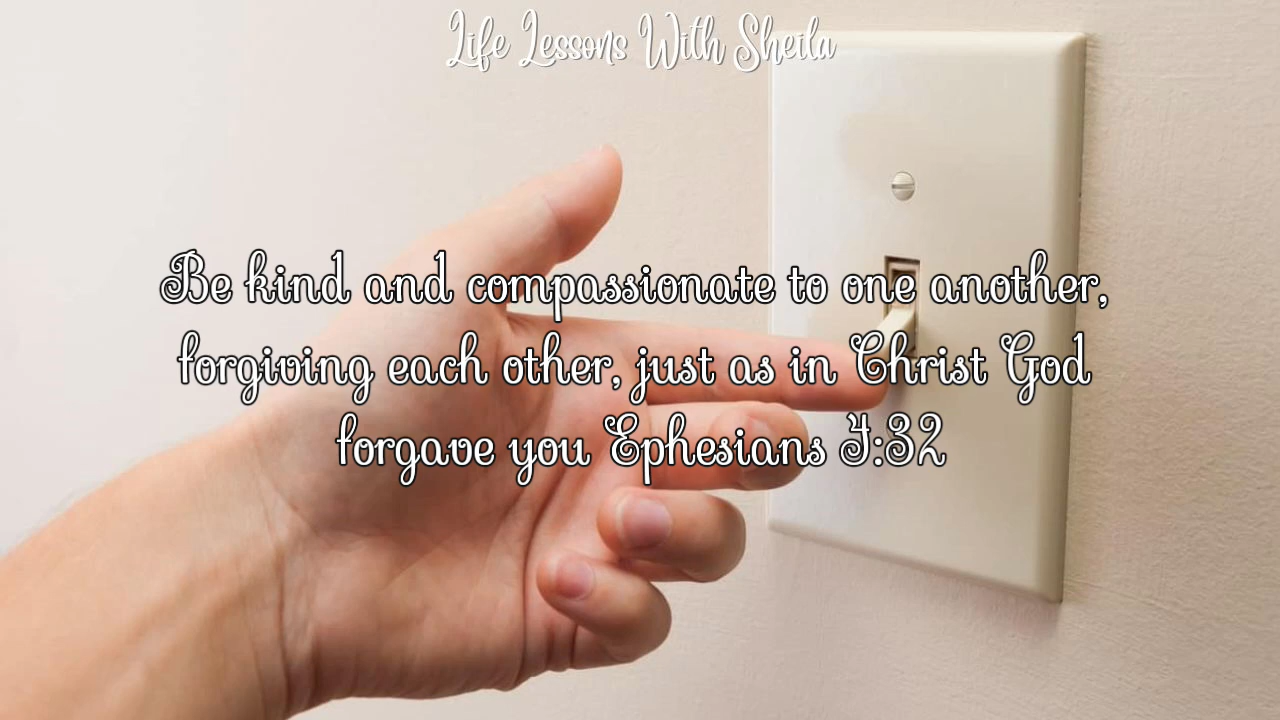 Life Lessons With Sheila
Be kind and compassionate to one another,
forgiving each other, just as in Christ God
forgave you Ephesians 4:32